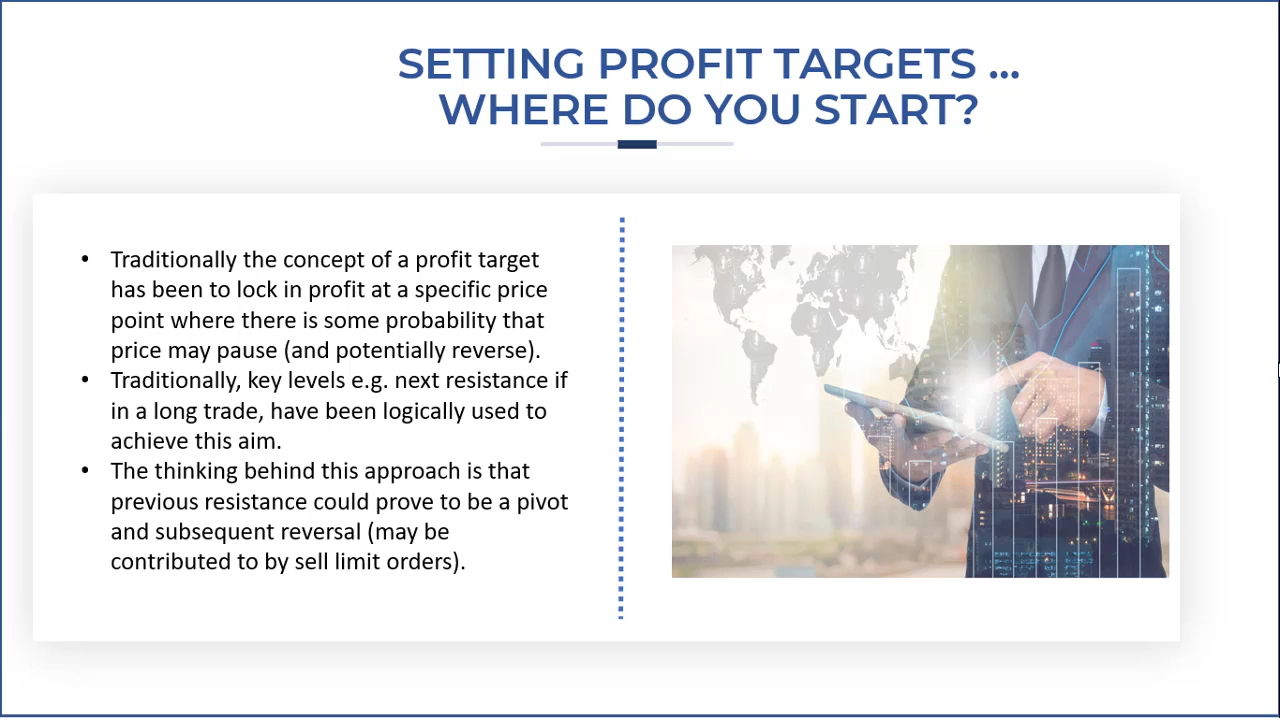 SETTING PROFIT TARGETS ...
WHERE DO YOU START?
• Traditionally the concept of a profit target
has been to lock in profit at a specific price
point where there is some probability that
price may pause (and potentially reverse).
• Traditionally, key levels e.g. next resistance if
in a long trade, have been logically used to
achieve this aim.
• The thinking behind this approach is that
previous resistance could prove to be a pivot
and subsequent reversal (may be
contributed to by sell limit orders).